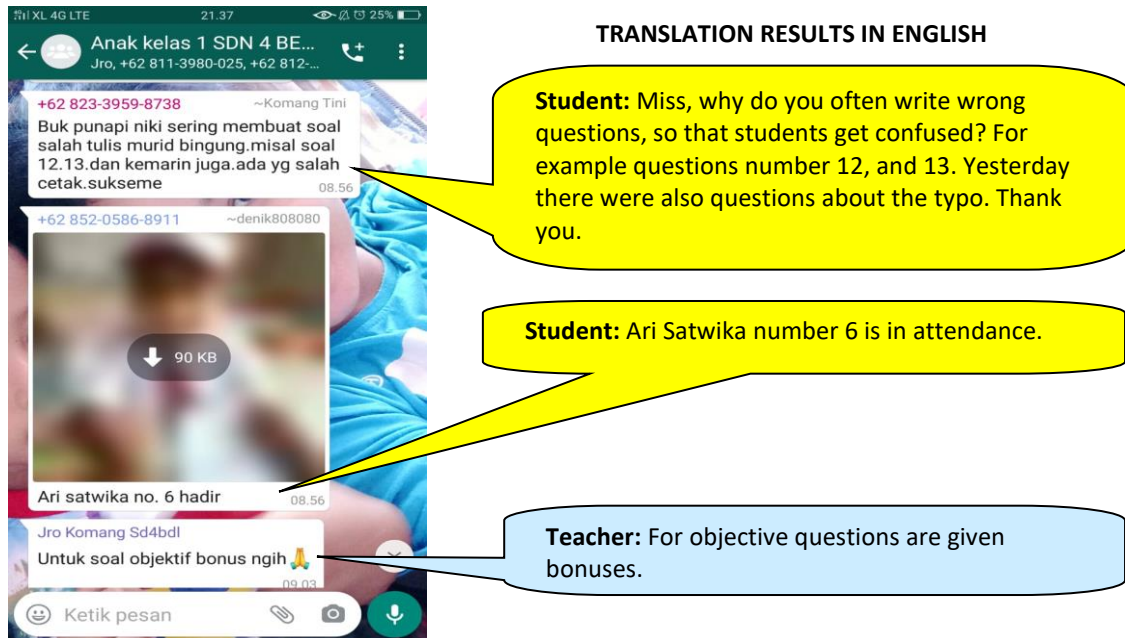 XL 4G LTE 21.37 25%
TRANSLATION RESULTS IN ENGLISH
Anak kelas 1 SDN 4 BE...
Jro, +62 811-3980-025, +62 812-...
+62 823-3959-8738 ~Komang Tini
Buk punapi niki sering membuat soal
salah tulis murid bingung.misal soal
12.13.dan kemarin juga.ada yg salah
cetak.sukseme 08.56
Student: Miss, why do you often write wrong
questions, so that students get confused? For
example questions number 12, and 13. Yesterday
there were also questions about the typo. Thank
you.
+62 852-0586-8911 ~denik808080
90 KB
Ari satwika no. 6 hadir 08.56
Student: Ari Satwika number 6 is in attendance.
Jro Komang Sd4bdl
Untuk soal objektif bonus ngih 🙏
09.03
Teacher: For objective questions are given
bonuses.
Ketik pesan